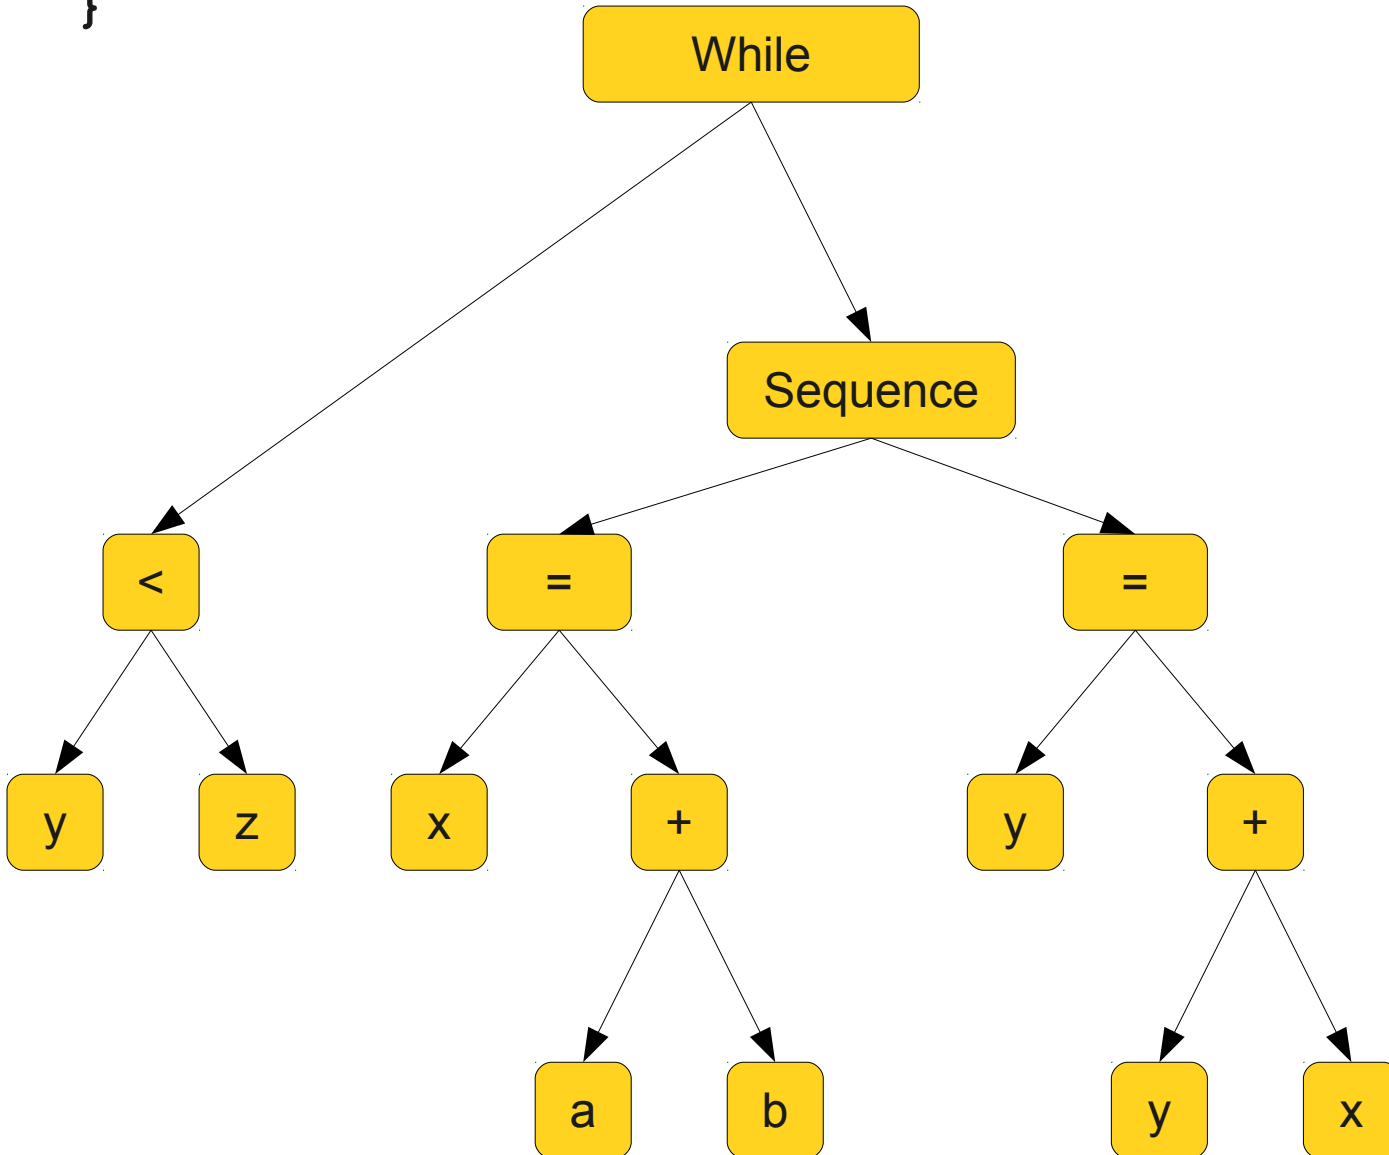 }
While
Sequence
< = =
y z x + y +
a b y x